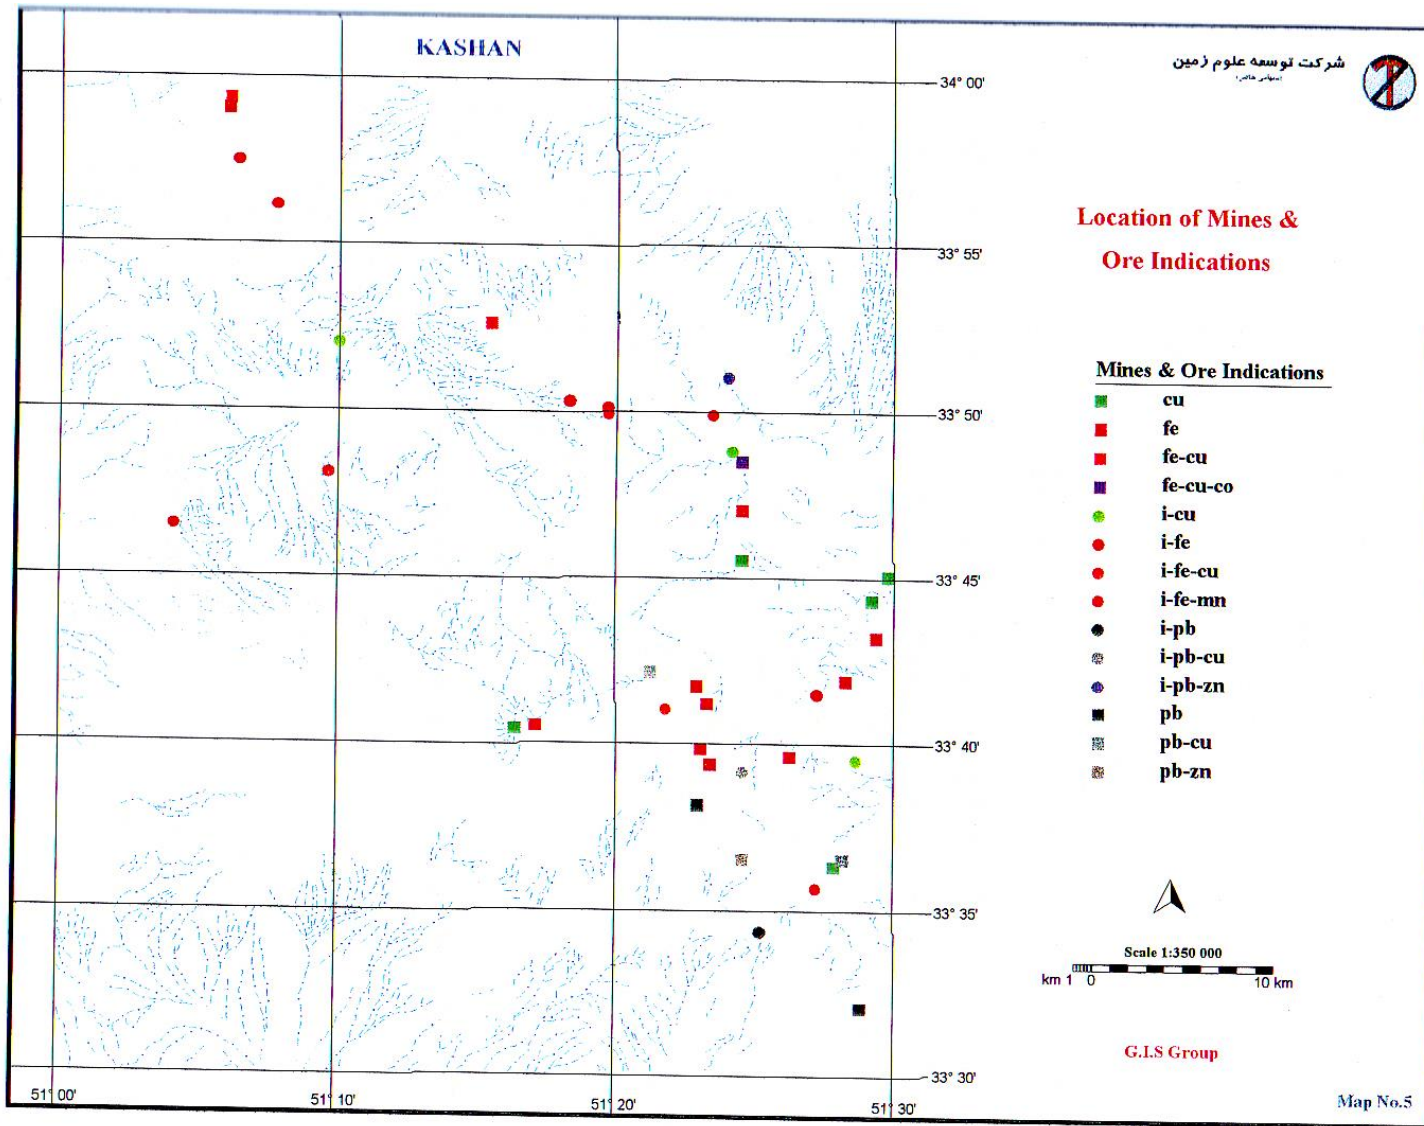 KASHAN
شرکت توسعه علوم زمین
34° 00'
Location of Mines &
Ore Indications
33° 55'
Mines & Ore Indications
cu
fe
fe-cu
fe-cu-co
i-cu
i-fe
i-fe-cu
i-fe-mn
i-pb
i-pb-cu
i-pb-zn
pb
pb-cu
pb-zn
33° 50'
33° 45'
33° 40'
33° 35'
33° 30'
Scale 1:350 000
km 1 0 10 km
G.I.S Group
51° 00' 51° 10' 51° 20' 51° 30'
Map No.5